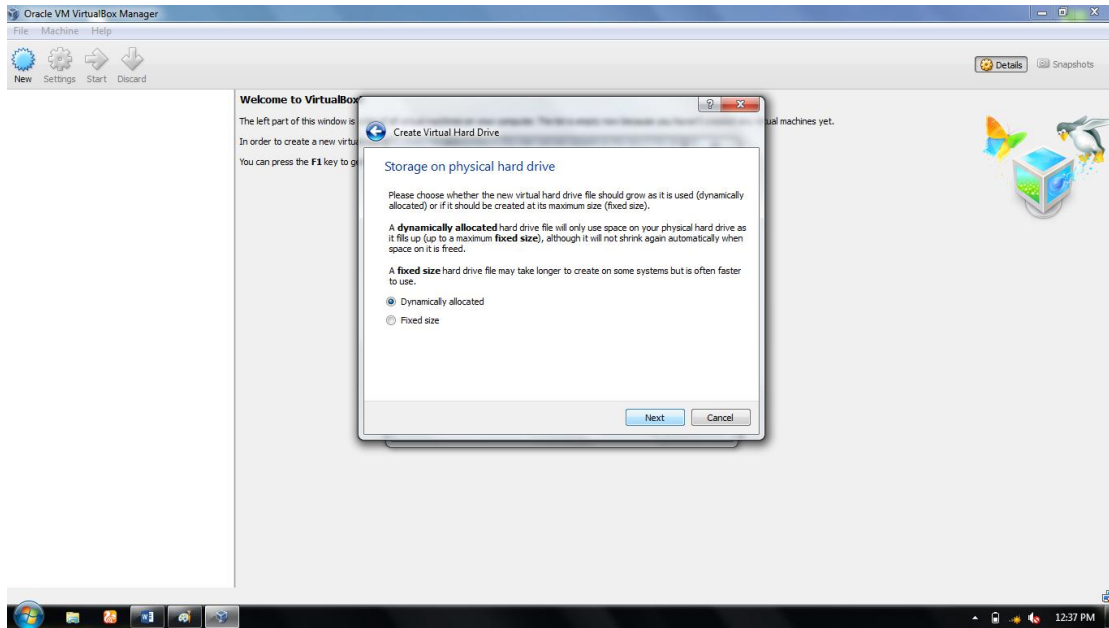 Oracle VM VirtualBox Manager
File Machine Help
New Settings Start Discard
Details Snapshots
Welcome to VirtualBox
The left part of this window is
ual machines yet.
In order to create a new virtu
You can press the F1 key to ge
Create Virtual Hard Drive
Storage on physical hard drive
Please choose whether the new virtual hard drive file should grow as it is used (dynamically
allocated) or if it should be created at its maximum size (fixed size).
A dynamically allocated hard drive file will only use space on your physical hard drive as
it fills up (up to a maximum fixed size), although it will not shrink again automatically when
space on it is freed.
A fixed size hard drive file may take longer to create on some systems but is often faster
to use.
Dynamically allocated
Fixed size
Next Cancel
12:37 PM